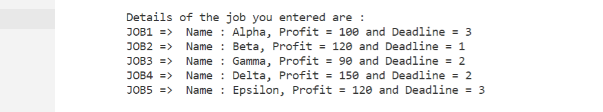 Details of the job you entered are :
JOB1 => Name : Alpha, Profit = 100 and Deadline = 3
JOB2 => Name : Beta, Profit = 120 and Deadline = 1
JOB3 => Name : Gamma, Profit = 90 and Deadline = 2
JOB4 => Name : Delta, Profit = 150 and Deadline = 2
JOB5 => Name : Epsilon, Profit = 120 and Deadline = 3